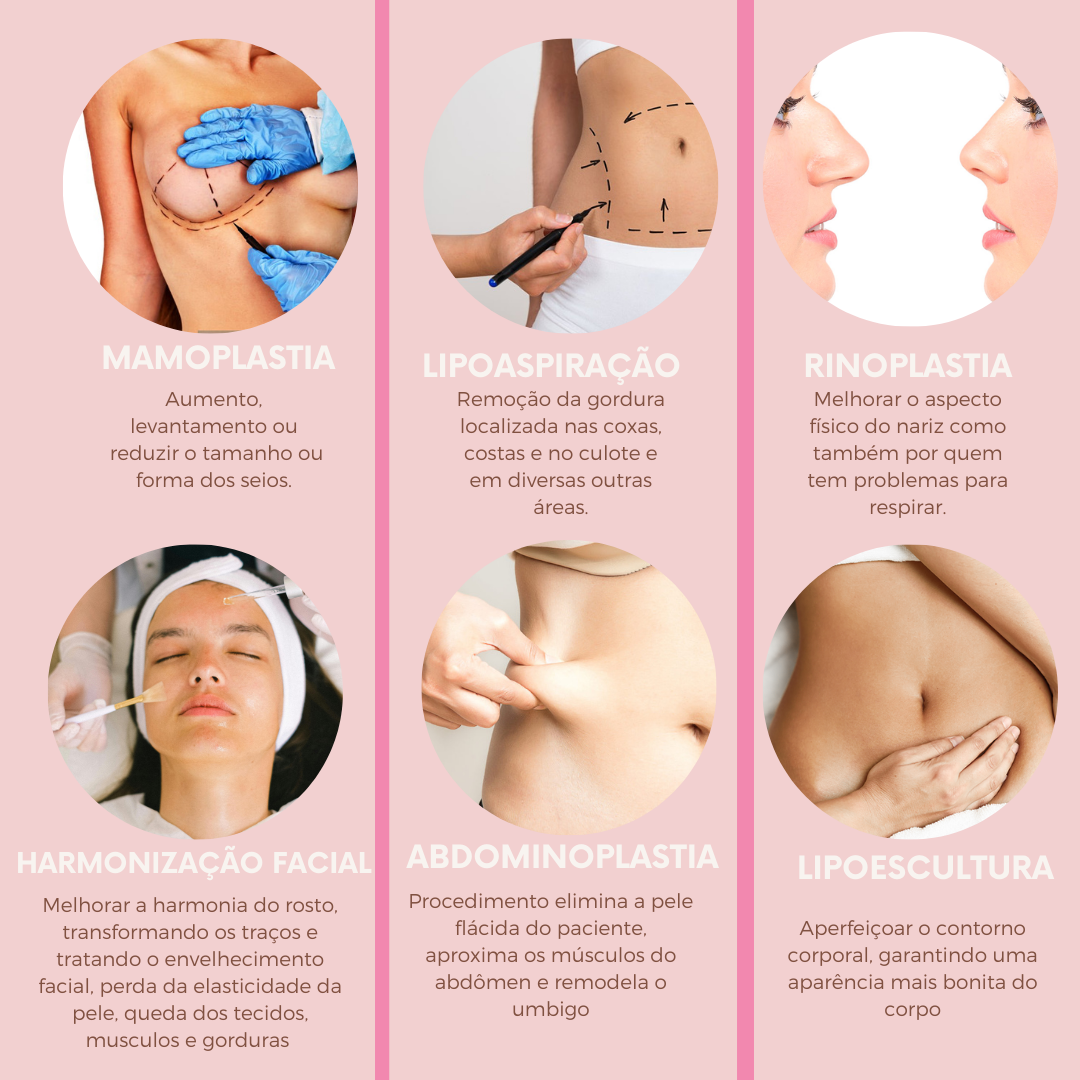 MAMOPLASTIA
Aumento,
levantamento ou
reduzir o tamanho ou
forma dos seios.
LIPOASPIRAÇÃO
Remoção da gordura
localizada nas coxas,
costas e no culote e
em diversas outras
áreas.
RINOPLASTIA
Melhorar o aspecto
físico do nariz como
também por quem
tem problemas para
respirar.
HARMONIZAÇÃO FACIAL
Melhorar a harmonia do rosto,
transformando os traços e
tratando o envelhecimento
facial, perda da elasticidade da
pele, queda dos tecidos,
musculos e gorduras
ABDOMINOPLASTIA
Procedimento elimina a pele
flácida do paciente,
aproxima os músculos do
abdômen e remodela o
umbigo
LIPOESCULTURA
Aperfeiçoar o contorno
corporal, garantindo uma
aparência mais bonita do
corpo